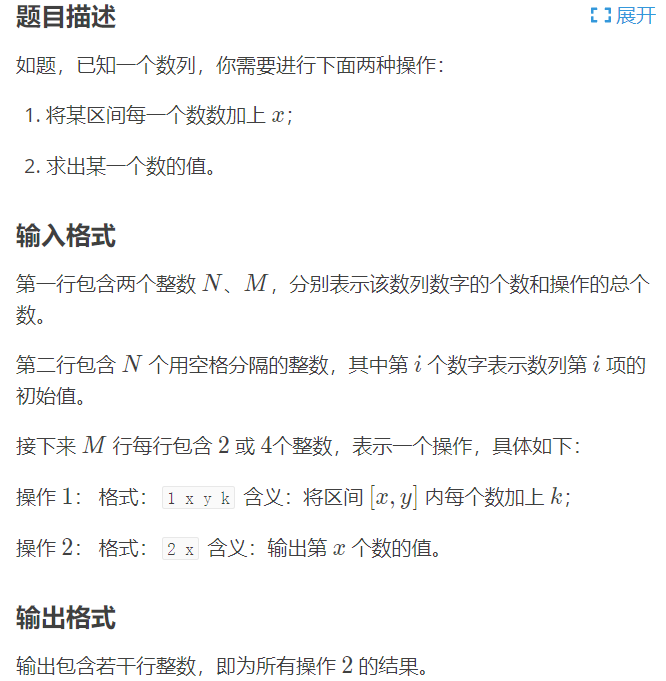 题目描述
展开
如题，已知一个数列，你需要进行下面两种操作：
1. 将某区间每一个数数加上 x；
2. 求出某一个数的值。
输入格式
第一行包含两个整数 N、M，分别表示该数列数字的个数和操作的总个
数。
第二行包含 N 个用空格分隔的整数，其中第 i 个数字表示数列第 i 项的
初始值。
接下来 M 行每行包含 2 或 4个整数，表示一个操作，具体如下：
操作 1： 格式： 1 x y k 含义：将区间 [x, y] 内每个数加上 k；
操作 2： 格式： 2 x 含义：输出第 x 个数的值。
输出格式
输出包含若干行整数，即为所有操作 2 的结果。